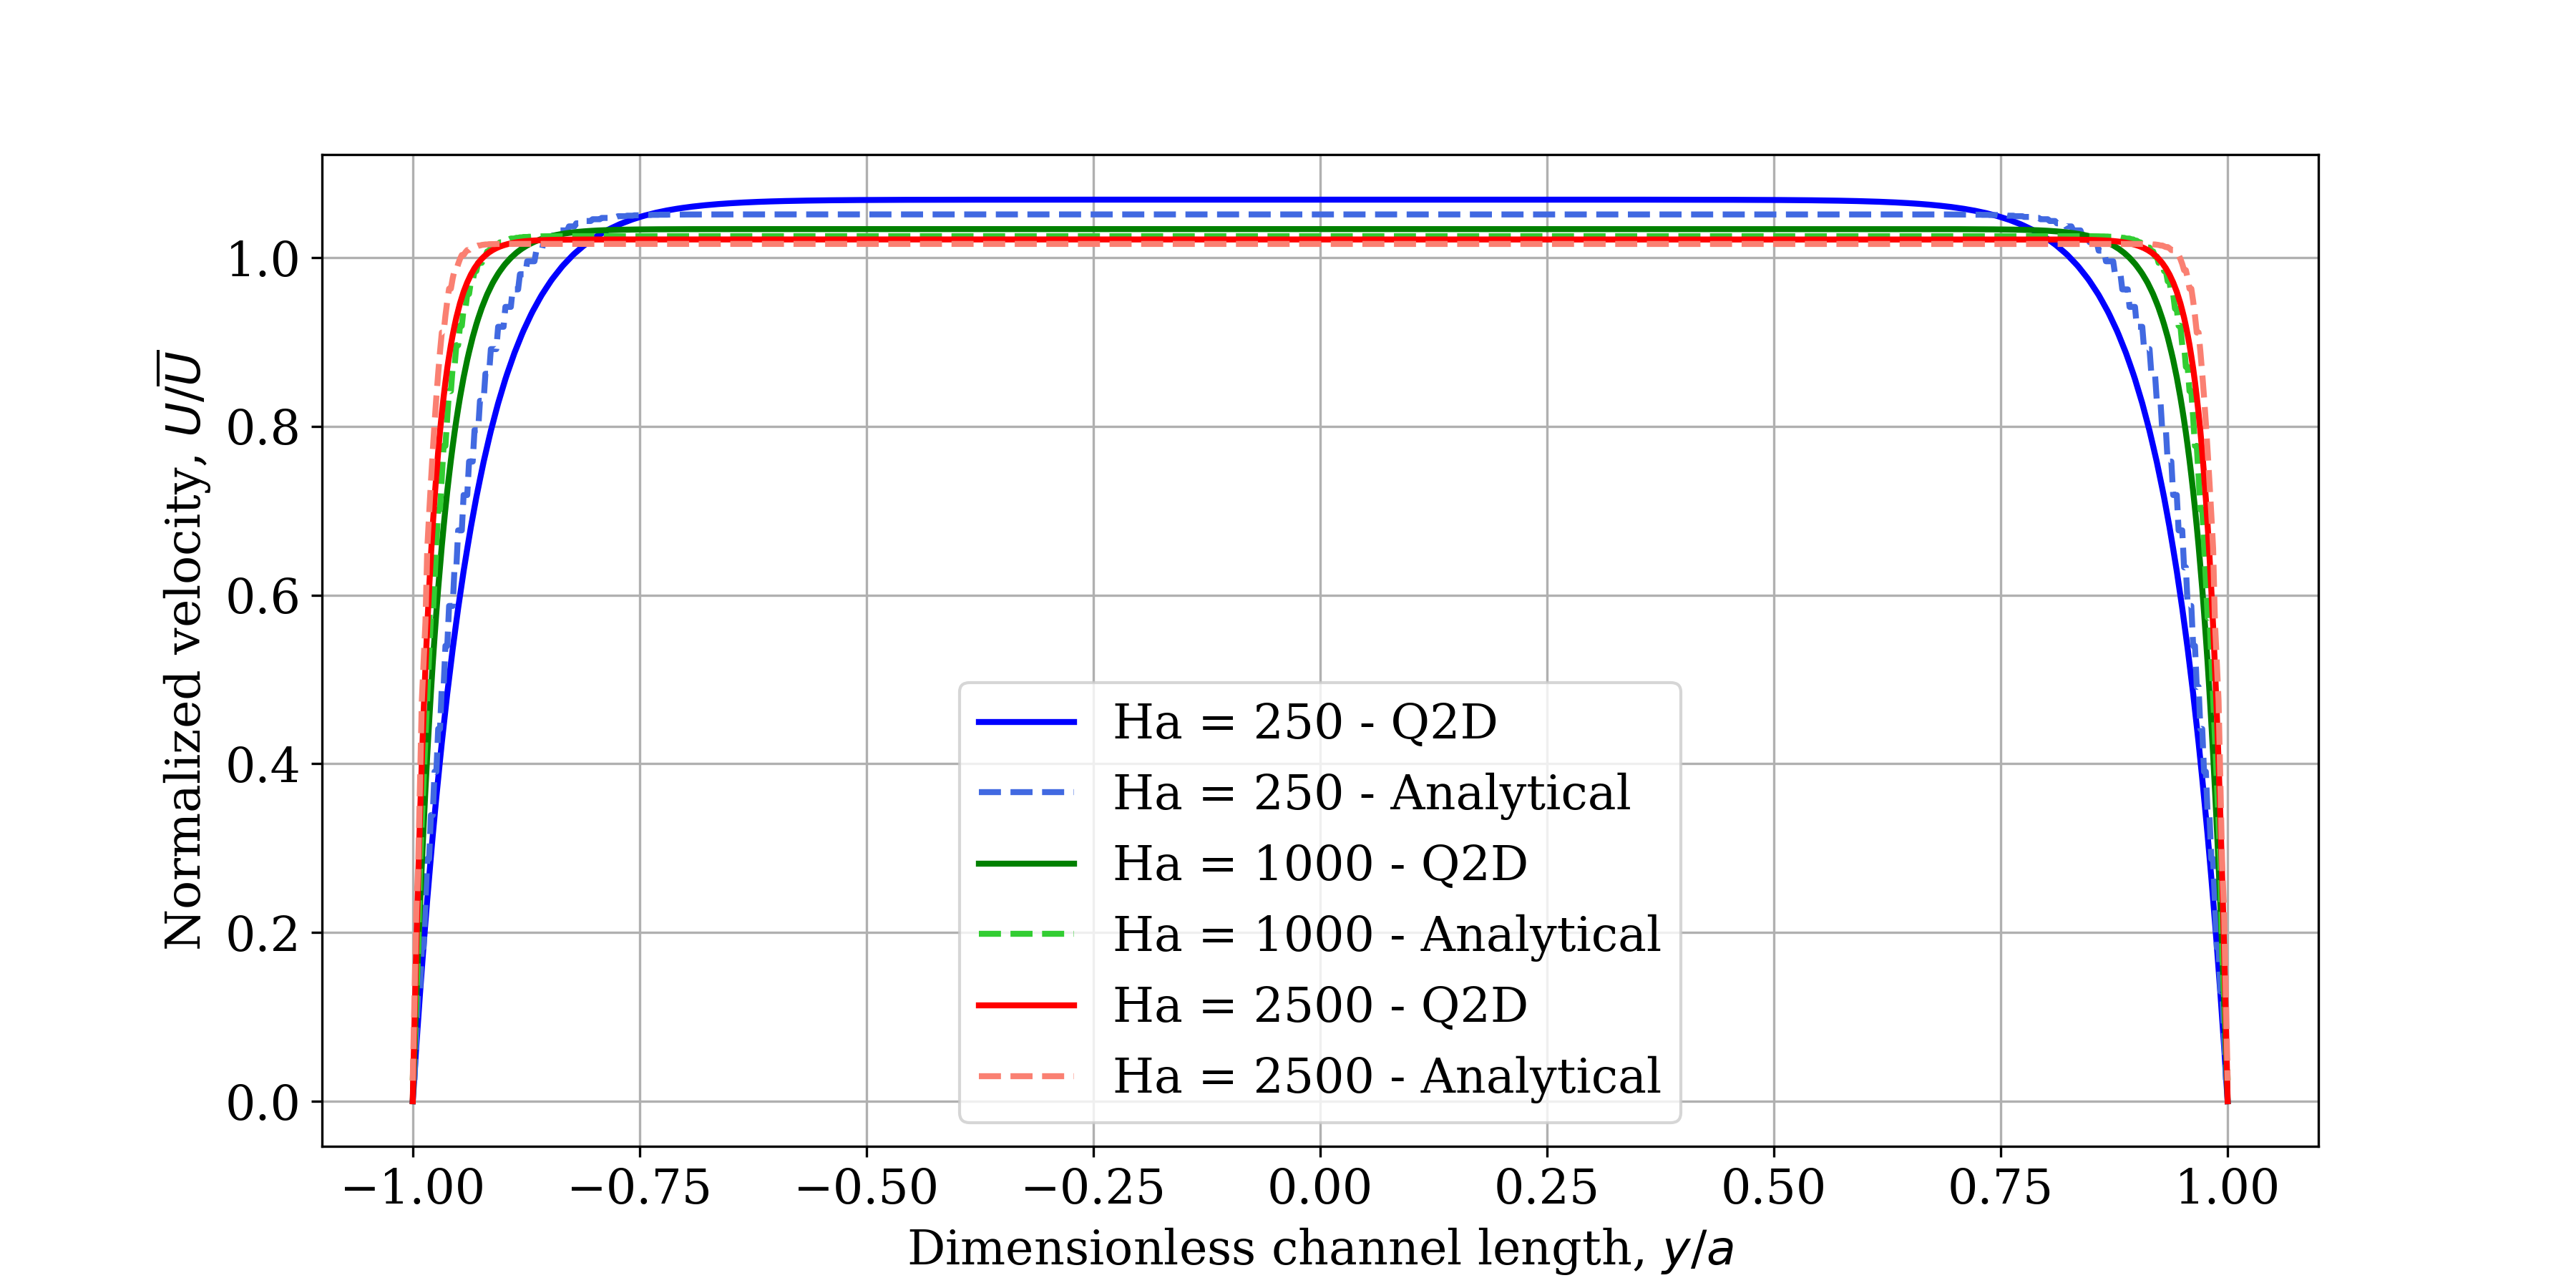 Normalized velocity, U/U̅
1.0
0.8
0.6
0.4
0.2
0.0
−1.00 −0.75 −0.50 −0.25 0.00 0.25 0.50 0.75 1.00
Dimensionless channel length, y/a
Ha = 250 - Q2D
Ha = 250 - Analytical
Ha = 1000 - Q2D
Ha = 1000 - Analytical
Ha = 2500 - Q2D
Ha = 2500 - Analytical